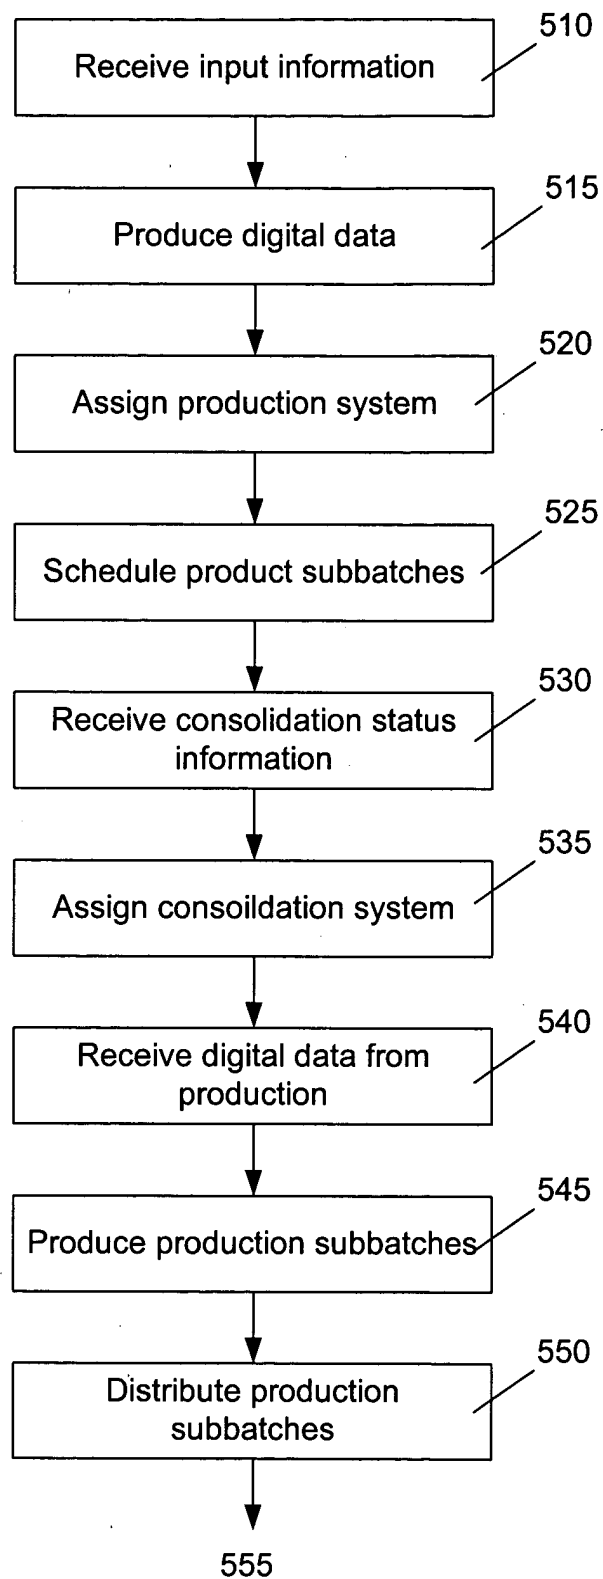 510
Receive input information
515
Produce digital data
520
Assign production system
525
Schedule product subbatches
530
Receive consolidation status
information
535
Assign consoildation system
540
Receive digital data from
production
545
Produce production subbatches
550
Distribute production
subbatches
555